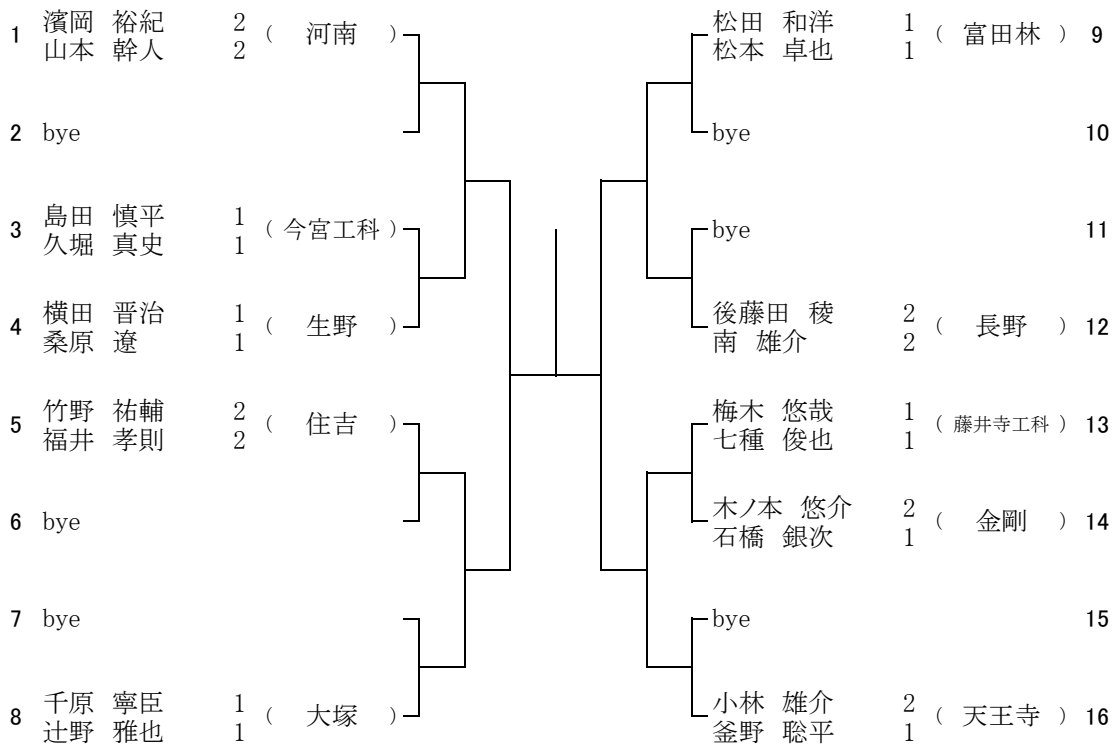 1 濱岡 裕紀 2 ( 河南 )
山本 幹人 2
2 bye
3 島田 慎平 1 ( 今宮工科 )
久堀 真史 1
4 横田 晋治 1 ( 生野 )
桑原 遼 1
5 竹野 祐輔 2 ( 住吉 )
福井 孝則 2
6 bye
7 bye
8 千原 寧臣 1 ( 大塚 )
辻野 雅也 1
松田 和洋 1 ( 富田林 ) 9
松本 卓也 1
bye 10
bye 11
後藤田 稜 2 ( 長野 ) 12
南 雄介 2
梅木 悠哉 1 ( 藤井寺工科 ) 13
七種 俊也 1
木ノ本 悠介 2 ( 金剛 ) 14
石橋 銀次 1
bye 15
小林 雄介 2 ( 天王寺 ) 16
釜野 聡平 1